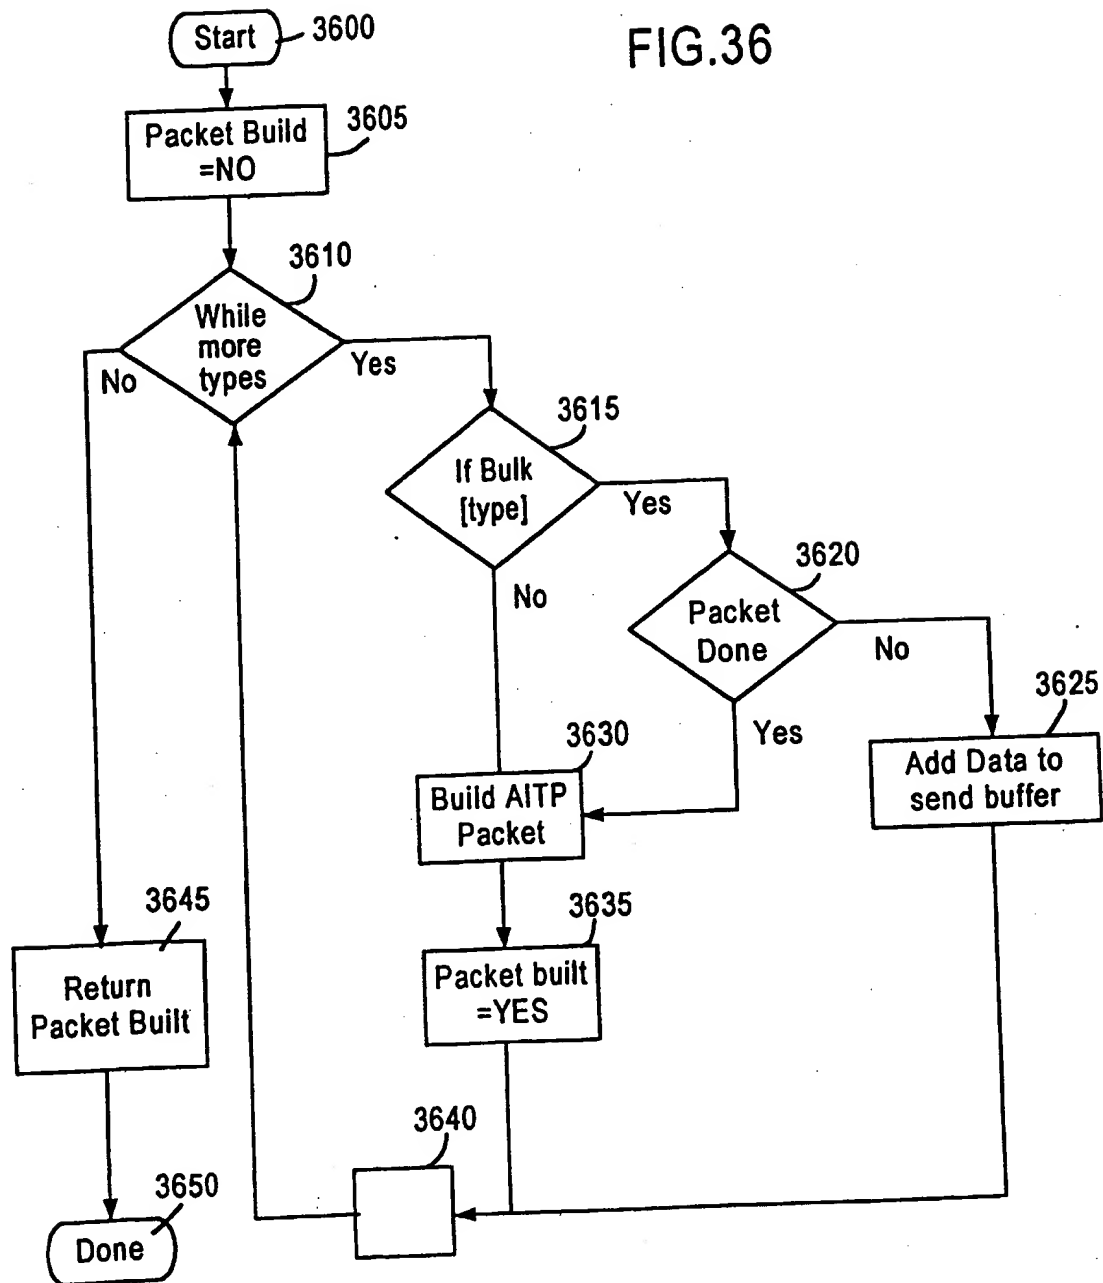 FIG.36
Start
3600
Packet Build
=NO
3605
3610
While
more
types
No
Yes
3615
If Bulk
[type]
Yes
No
3620
Packet
Done
No
Yes
3625
Add Data to
send buffer
3630
Build AITP
Packet
3635
Packet built
=YES
3645
Return
Packet Built
3640
3650
Done